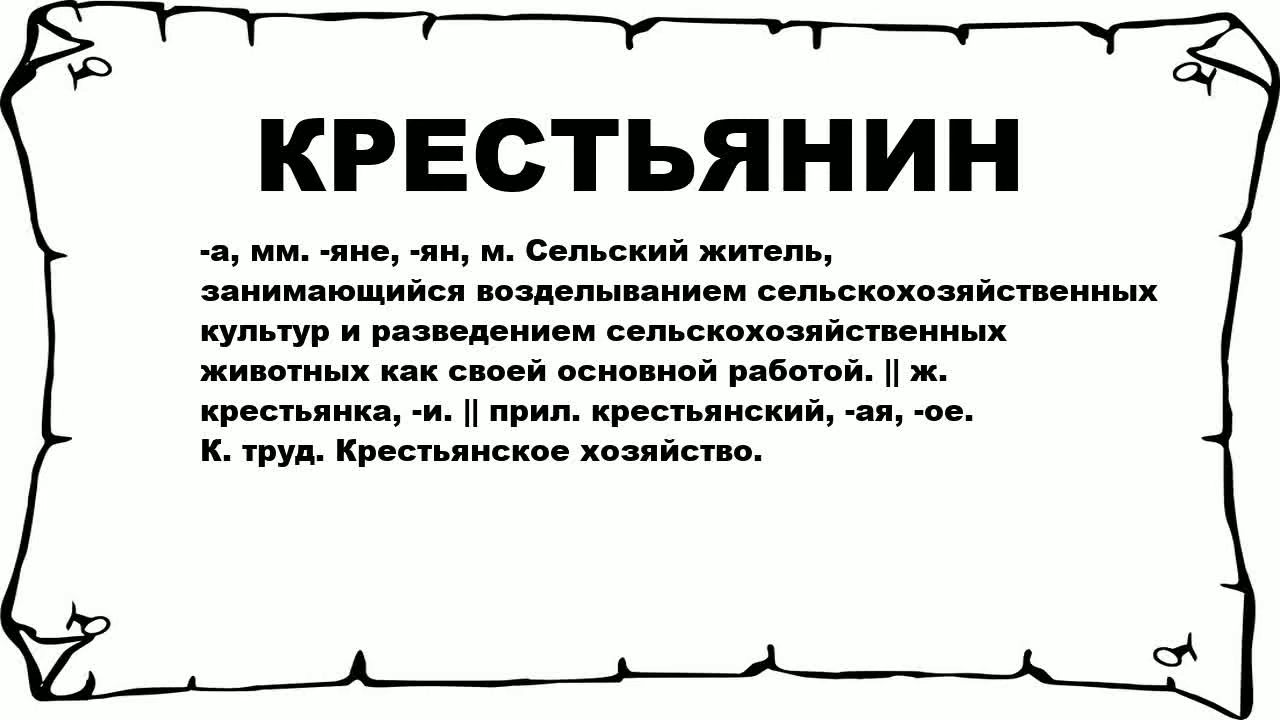 КРЕСТЬЯНИН
-а, мм. -яне, -ян, м. Сельский житель,
занимающийся возделыванием сельскохозяйственных
культур и разведением сельскохозяйственных
животных как своей основной работой. || ж.
крестьянка, -и. || прил. крестьянский, -ая, -ое.
К. труд. Крестьянское хозяйство.